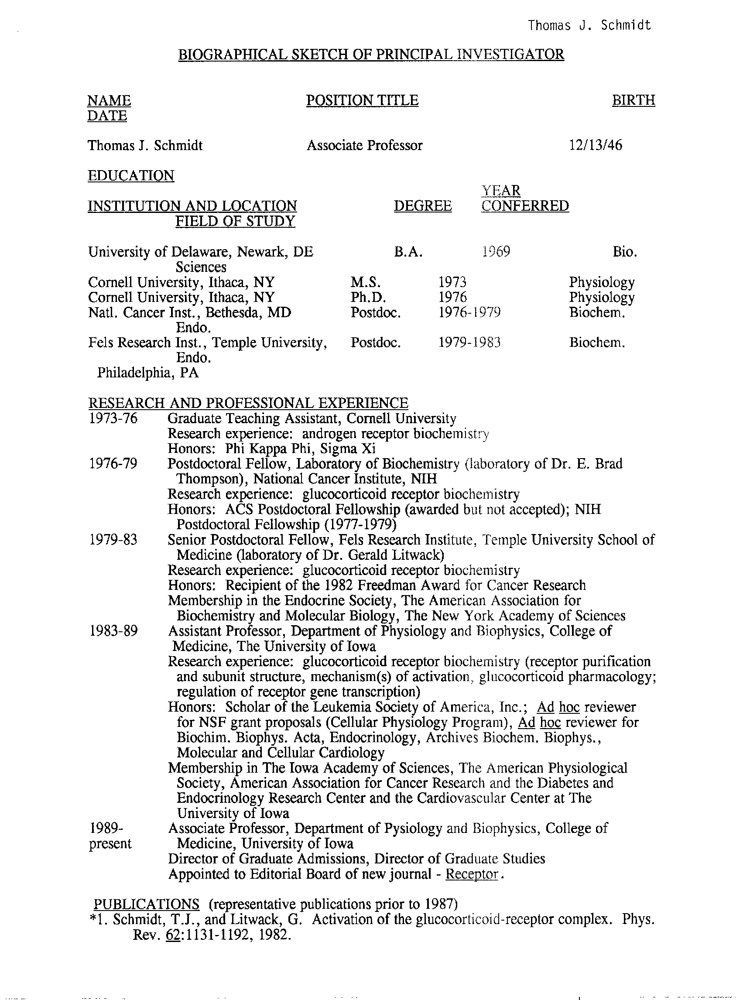 Thomas J. Schmidt
BIOGRAPHICAL SKETCH OF PRINCIPAL INVESTIGATOR
NAME POSITION TITLE BIRTH
DATE
Thomas J. Schmidt Associate Professor 12/13/46
EDUCATION
YEAR
INSTITUTION AND LOCATION DEGREE CONFERRED
FIELD OF STUDY
University of Delaware, Newark, DE B.A. 1969 Bio.
Sciences
Cornell University, Ithaca, NY M.S. 1973 Physiology
Cornell University, Ithaca, NY Ph.D. 1976 Physiology
Natl. Cancer Inst., Bethesda, MD Postdoc. 1976-1979 Biochem.
Endo.
Fels Research Inst., Temple University, Postdoc. 1979-1983 Biochem.
Endo.
Philadelphia, PA
RESEARCH AND PROFESSIONAL EXPERIENCE
1973-76 Graduate Teaching Assistant, Cornell University
Research experience: androgen receptor biochemistry
Honors: Phi Kappa Phi, Sigma Xi
1976-79 Postdoctoral Fellow, Laboratory of Biochemistry (laboratory of Dr. E. Brad
Thompson), National Cancer Institute, NIH
Research experience: glucocorticoid receptor biochemistry
Honors: ACS Postdoctoral Fellowship (awarded but not accepted); NIH
Postdoctoral Fellowship (1977-1979)
1979-83 Senior Postdoctoral Fellow, Fels Research Institute, Temple University School of
Medicine (laboratory of Dr. Gerald Litwack)
Research experience: glucocorticoid receptor biochemistry
Honors: Recipient of the 1982 Freedman Award for Cancer Research
Membership in the Endocrine Society, The American Association for
Biochemistry and Molecular Biology, The New York Academy of Sciences
1983-89 Assistant Professor, Department of Physiology and Biophysics, College of
Medicine, The University of Iowa
Research experience: glucocorticoid receptor biochemistry (receptor purification
and subunit structure, mechanism(s) of activation, glucocorticoid pharmacology;
regulation of receptor gene transcription)
Honors: Scholar of the Leukemia Society of America, Inc.; Ad hoc reviewer
for NSF grant proposals (Cellular Physiology Program), Ad hoc reviewer for
Biochim. Biophys. Acta, Endocrinology, Archives Biochem. Biophys.,
Molecular and Cellular Cardiology
Membership in The Iowa Academy of Sciences, The American Physiological
Society, American Association for Cancer Research and the Diabetes and
Endocrinology Research Center and the Cardiovascular Center at The
University of Iowa
1989- Associate Professor, Department of Pysiology and Biophysics, College of
present Medicine, University of Iowa
Director of Graduate Admissions, Director of Graduate Studies
Appointed to Editorial Board of new journal - Receptor.
PUBLICATIONS (representative publications prior to 1987)
*1. Schmidt, T.J., and Litwack, G. Activation of the glucocorticoid-receptor complex. Phys.
Rev. 62:1131-1192, 1982.